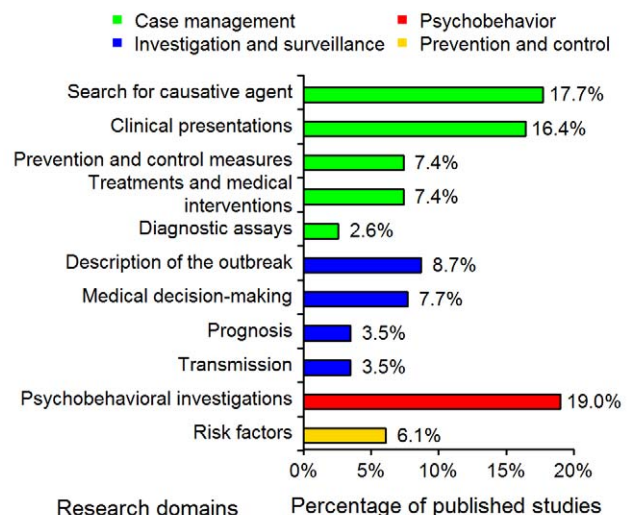 Case management
Psychobehavior
Investigation and surveillance
Prevention and control
Search for causative agent
17.7%
Clinical presentations
16.4%
Prevention and control measures
7.4%
Treatments and medical
interventions
7.4%
Diagnostic assays
2.6%
Description of the outbreak
8.7%
Medical decision-making
7.7%
Prognosis
3.5%
Transmission
3.5%
Psychobehavioral investigations
19.0%
Risk factors
6.1%
0% 5% 10% 15% 20%
Research domains
Percentage of published studies